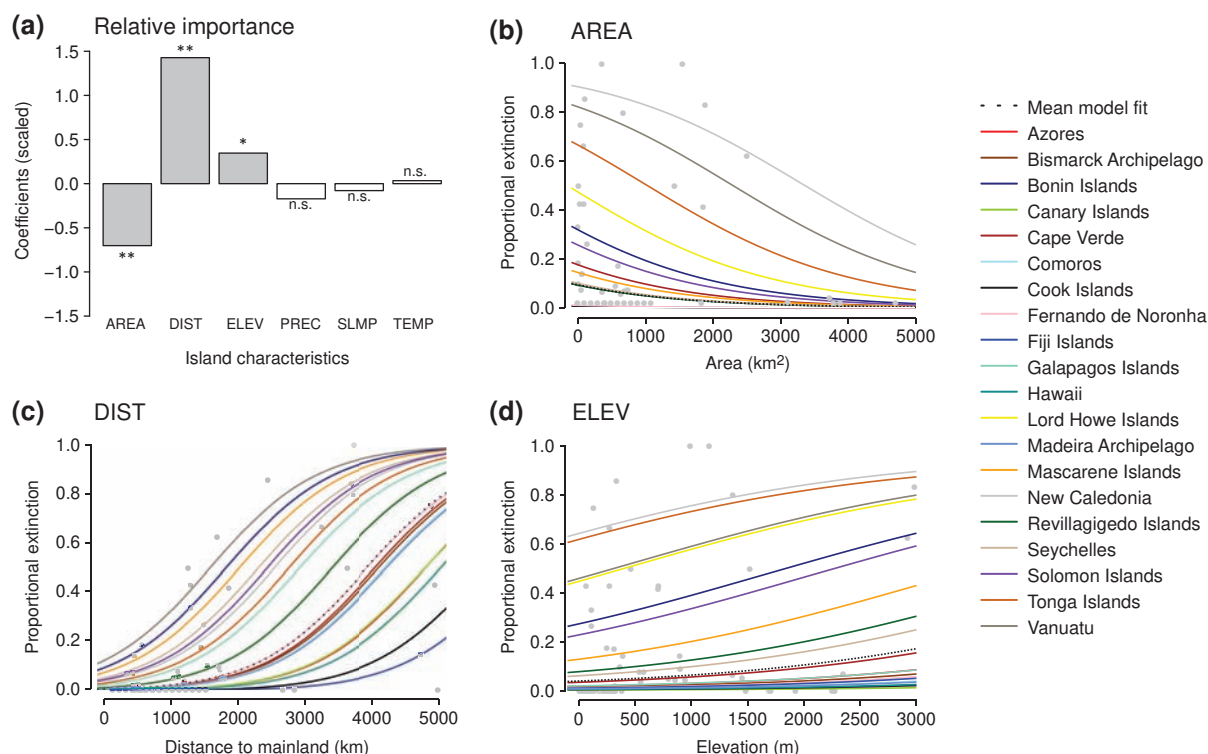 (a) Relative importance
Coefficients (scaled)
1.5
1.0
0.5
0.0
−0.5
−1.0
−1.5
**
**
*
n.s.
n.s.
n.s.
AREA DIST ELEV PREC SLMP TEMP
Island characteristics
(b) AREA
Proportional extinction
1.0
0.8
0.6
0.4
0.2
0.0
0 1000 2000 3000 4000 5000
Area (km²)
Mean model fit
Azores
Bismarck Archipelago
Bonin Islands
Canary Islands
Cape Verde
Comoros
Cook Islands
Fernando de Noronha
Fiji Islands
Galapagos Islands
Hawaii
Lord Howe Islands
Madeira Archipelago
Mascarene Islands
New Caledonia
Revillagigedo Islands
Seychelles
Solomon Islands
Tonga Islands
Vanuatu
(c) DIST
Proportional extinction
1.0
0.8
0.6
0.4
0.2
0.0
0 1000 2000 3000 4000 5000
Distance to mainland (km)
(d) ELEV
Proportional extinction
1.0
0.8
0.6
0.4
0.2
0.0
0 500 1000 1500 2000 2500 3000
Elevation (m)